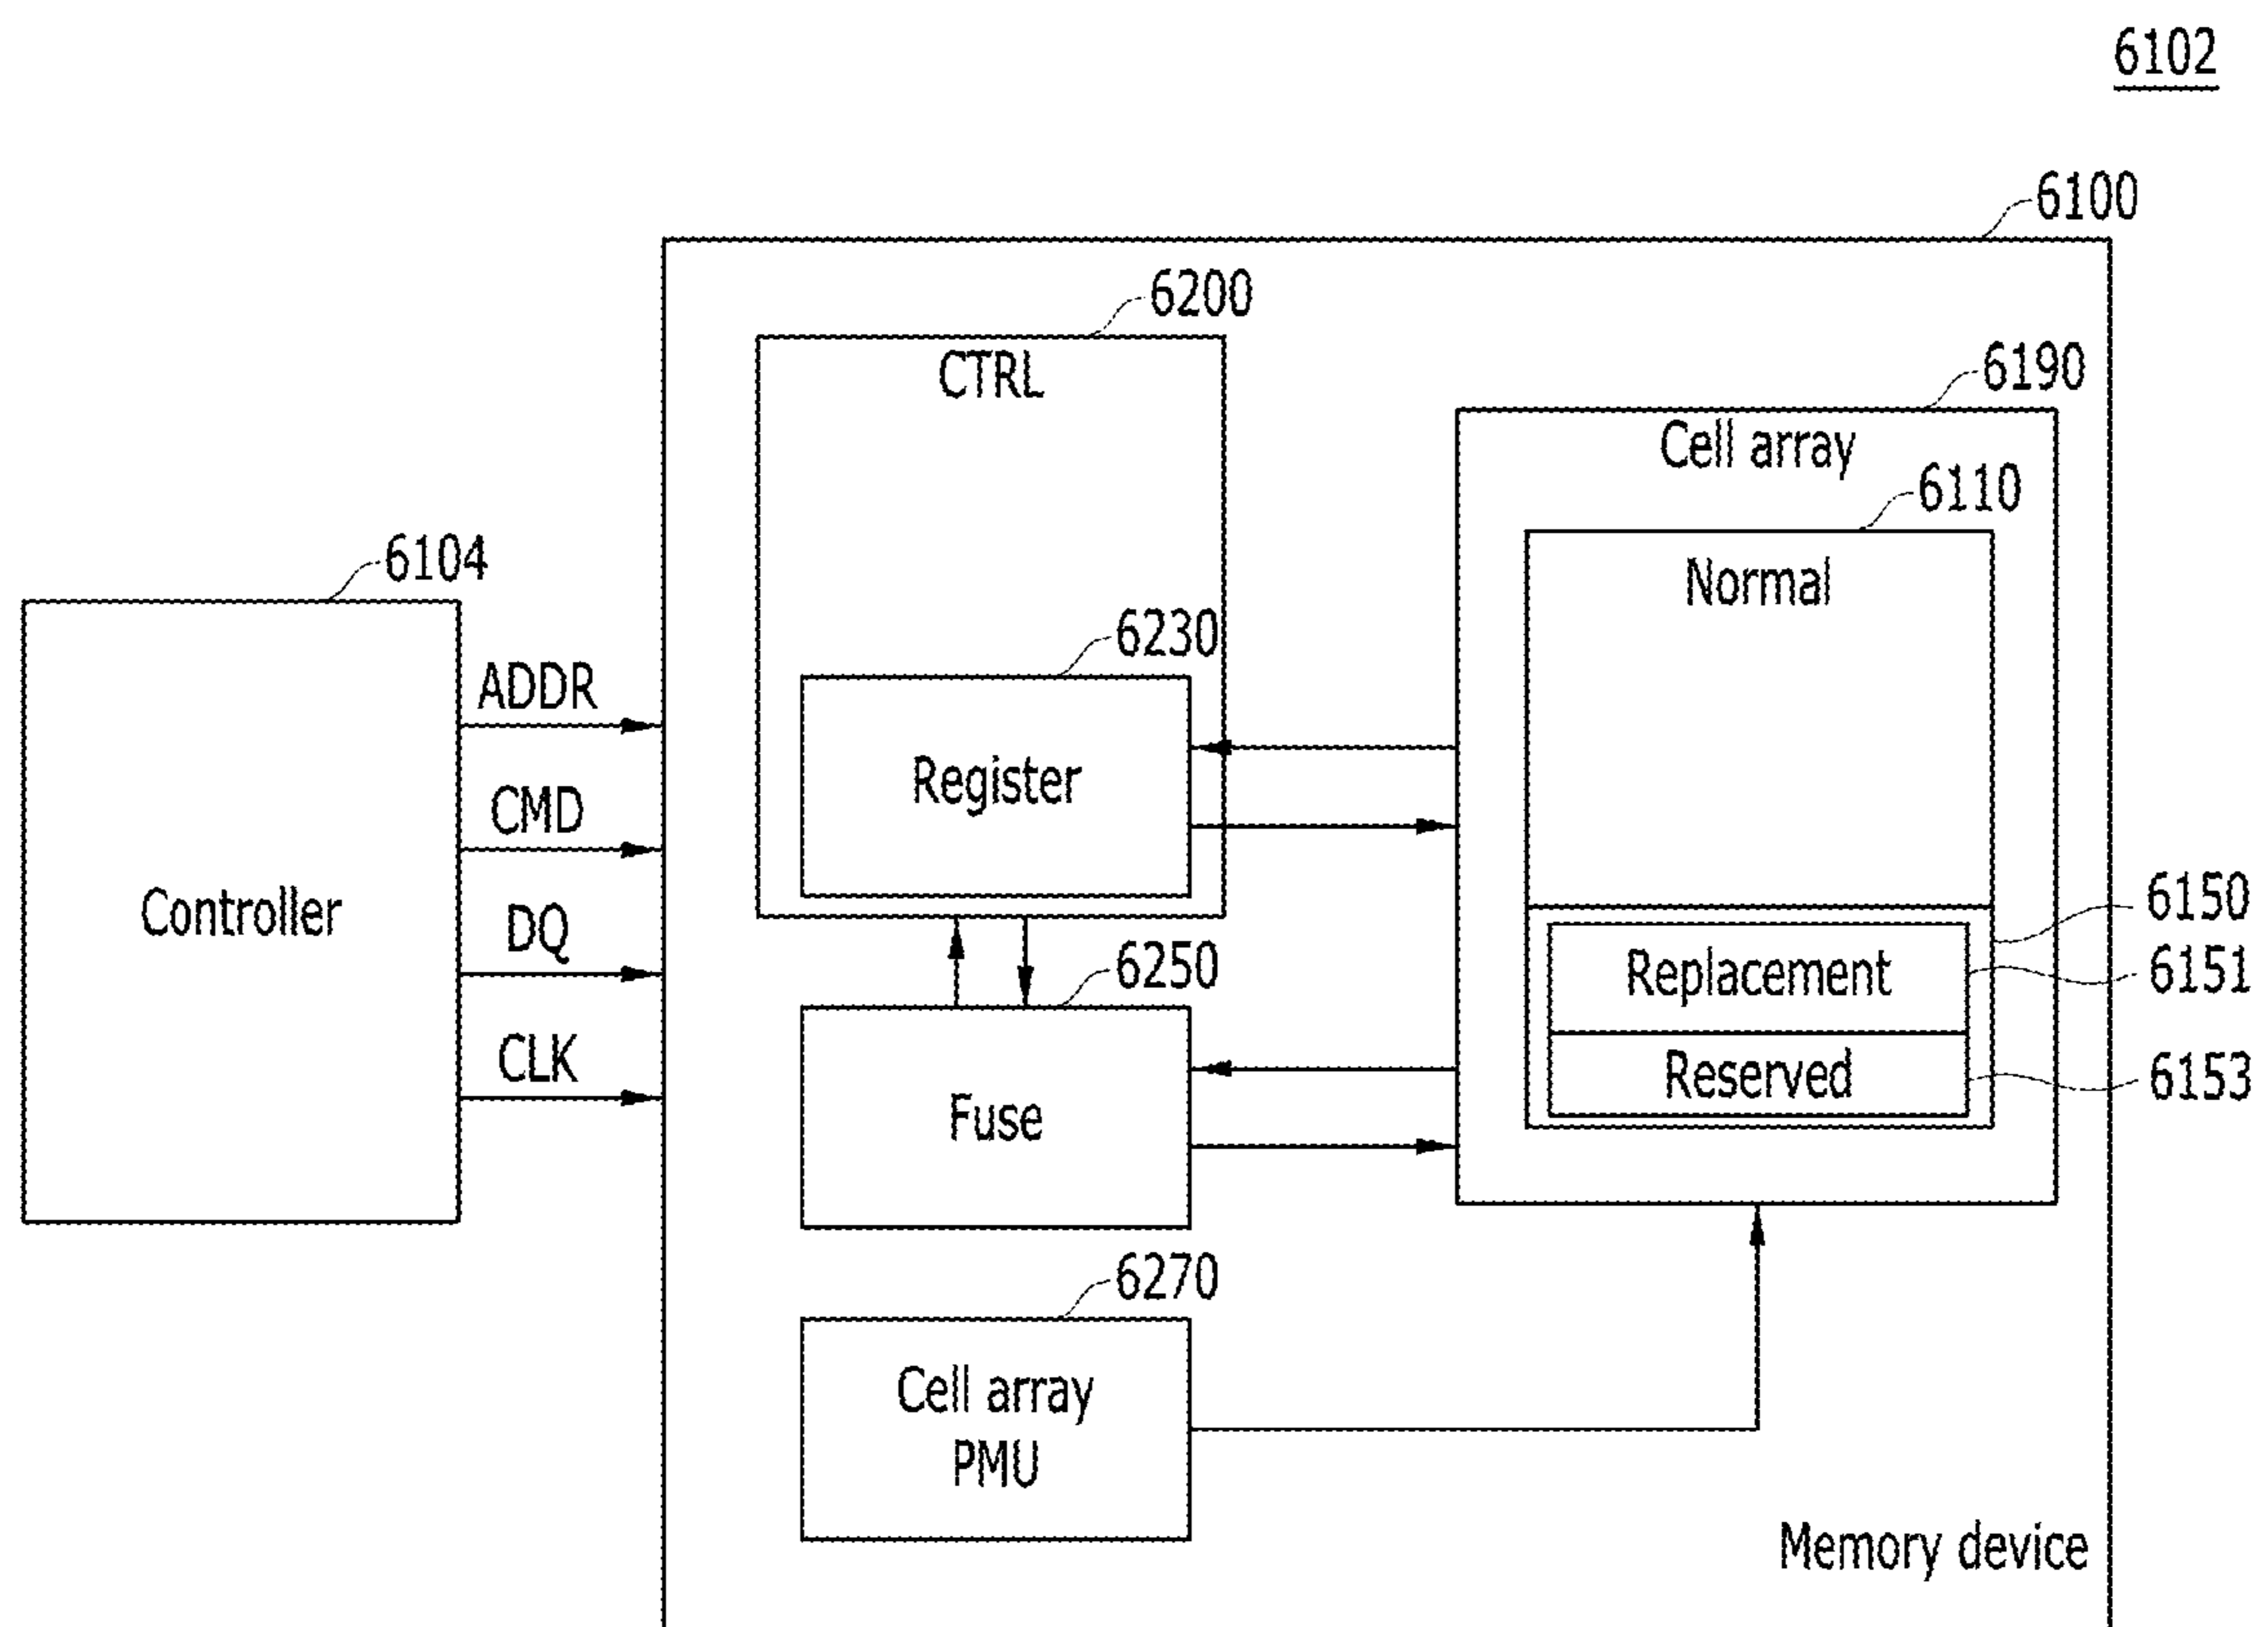 6102
6100
6200
CTRL
6190
Cell array
6110
Normal
6104
6230
ADDR
Register
CMD
Controller
DQ
6150
6250
Replacement
6151
CLK
Fuse
Reserved
6153
6270
Cell array
PMU
Memory device